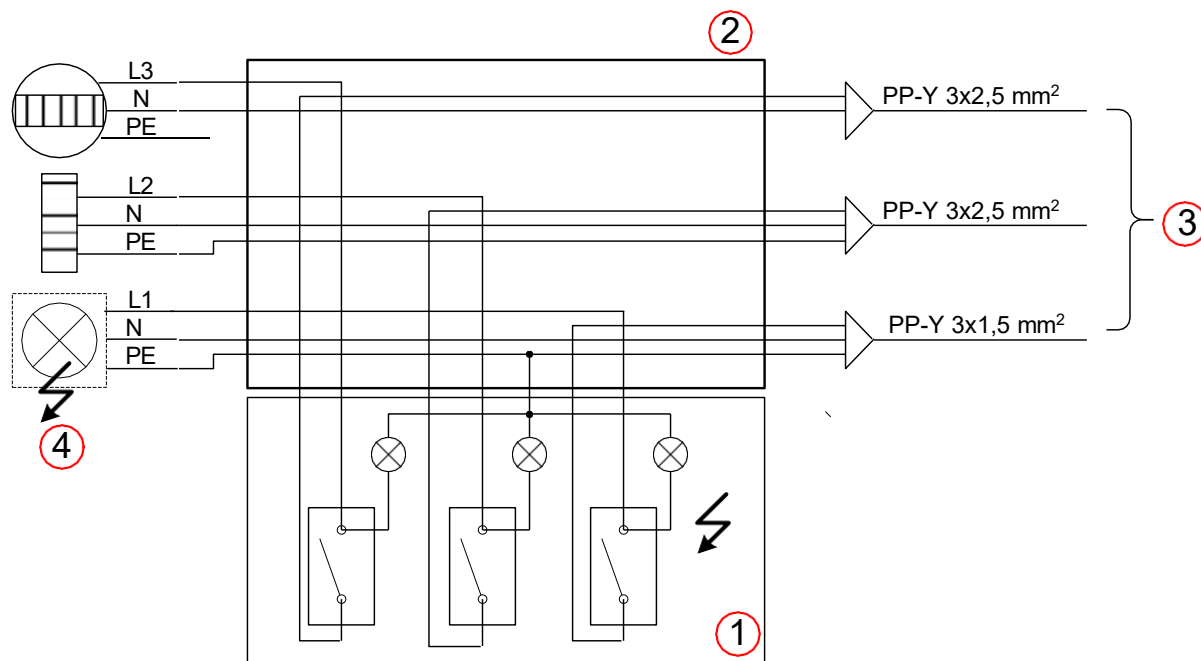 2
L3
N
PE
PP-Y 3x2,5 mm²
L2
N
PE
PP-Y 3x2,5 mm²
3
L1
N
PE
PP-Y 3x1,5 mm²
4
1